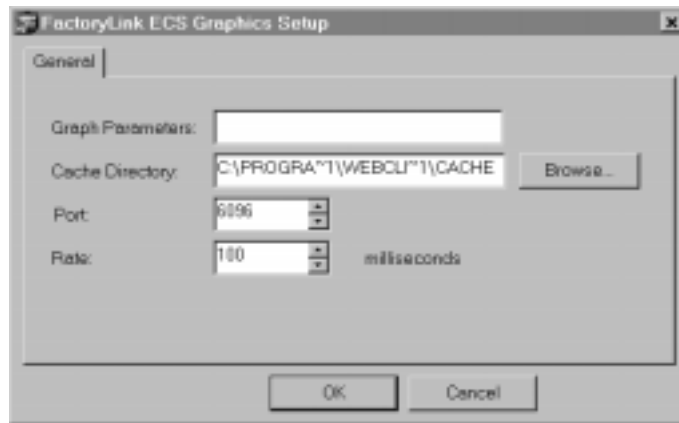 FactoryLink ECS Graphics Setup
General
Graph Parameters:
Cache Directory: C:\PROGRA~1\WEBCLI~1\CACHE Browse...
Port: 6096
Rate: 100 milliseconds
OK Cancel